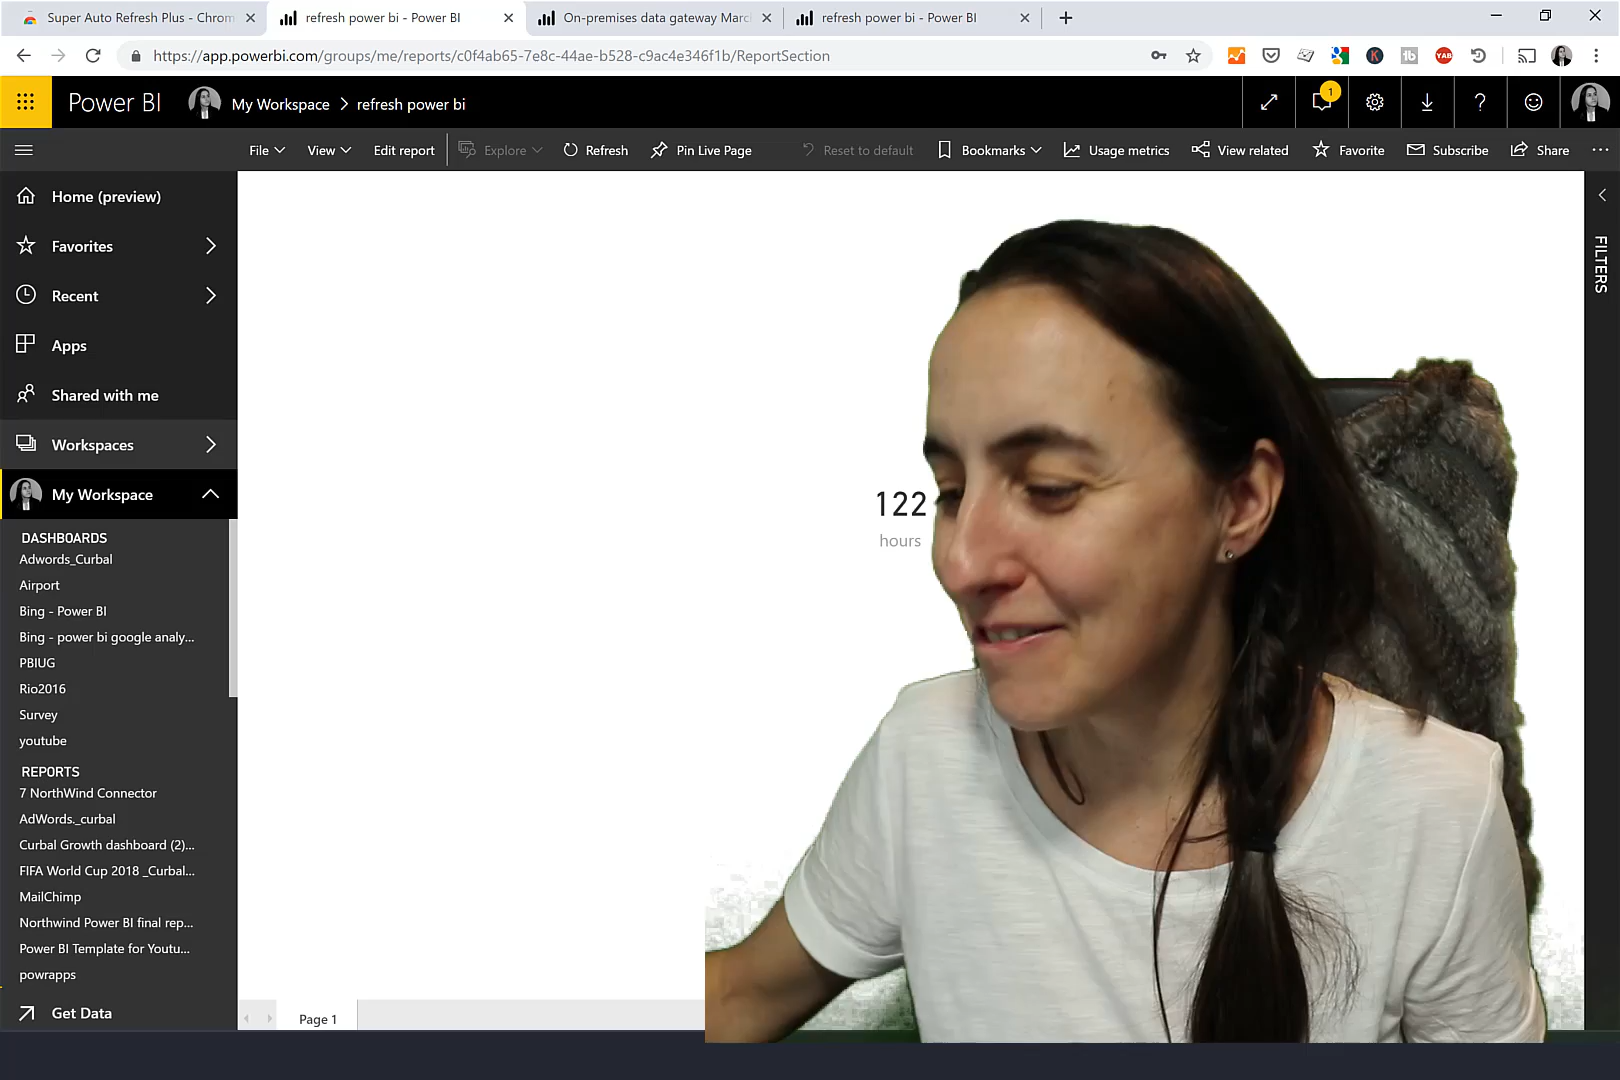 Super Auto Refresh Plus - Chrom
refresh power bi - Power BI
On-premises data gateway Marc
refresh power bi - Power BI
https://app.powerbi.com/groups/me/reports/c0f4ab65-7e8c-44ae-b528-c9ac4e346f1b/ReportSection
K
tb
YAB
Power BI
My Workspace > refresh power bi
1
?
File
View
Edit report
Explore
Refresh
Pin Live Page
Reset to default
Bookmarks
Usage metrics
View related
Favorite
Subscribe
Share
...
Home (preview)
Favorites
Recent
Apps
Shared with me
Workspaces
My Workspace
DASHBOARDS
Adwords_Curbal
Airport
Bing - Power BI
Bing - power bi google analy...
PBIUG
Rio2016
Survey
youtube
REPORTS
7 NorthWind Connector
AdWords._curbal
Curbal Growth dashboard (2)...
FIFA World Cup 2018 _Curbal...
MailChimp
Northwind Power BI final rep...
Power BI Template for Youtu...
powrapps
Get Data
122
hours
Page 1
FILTERS